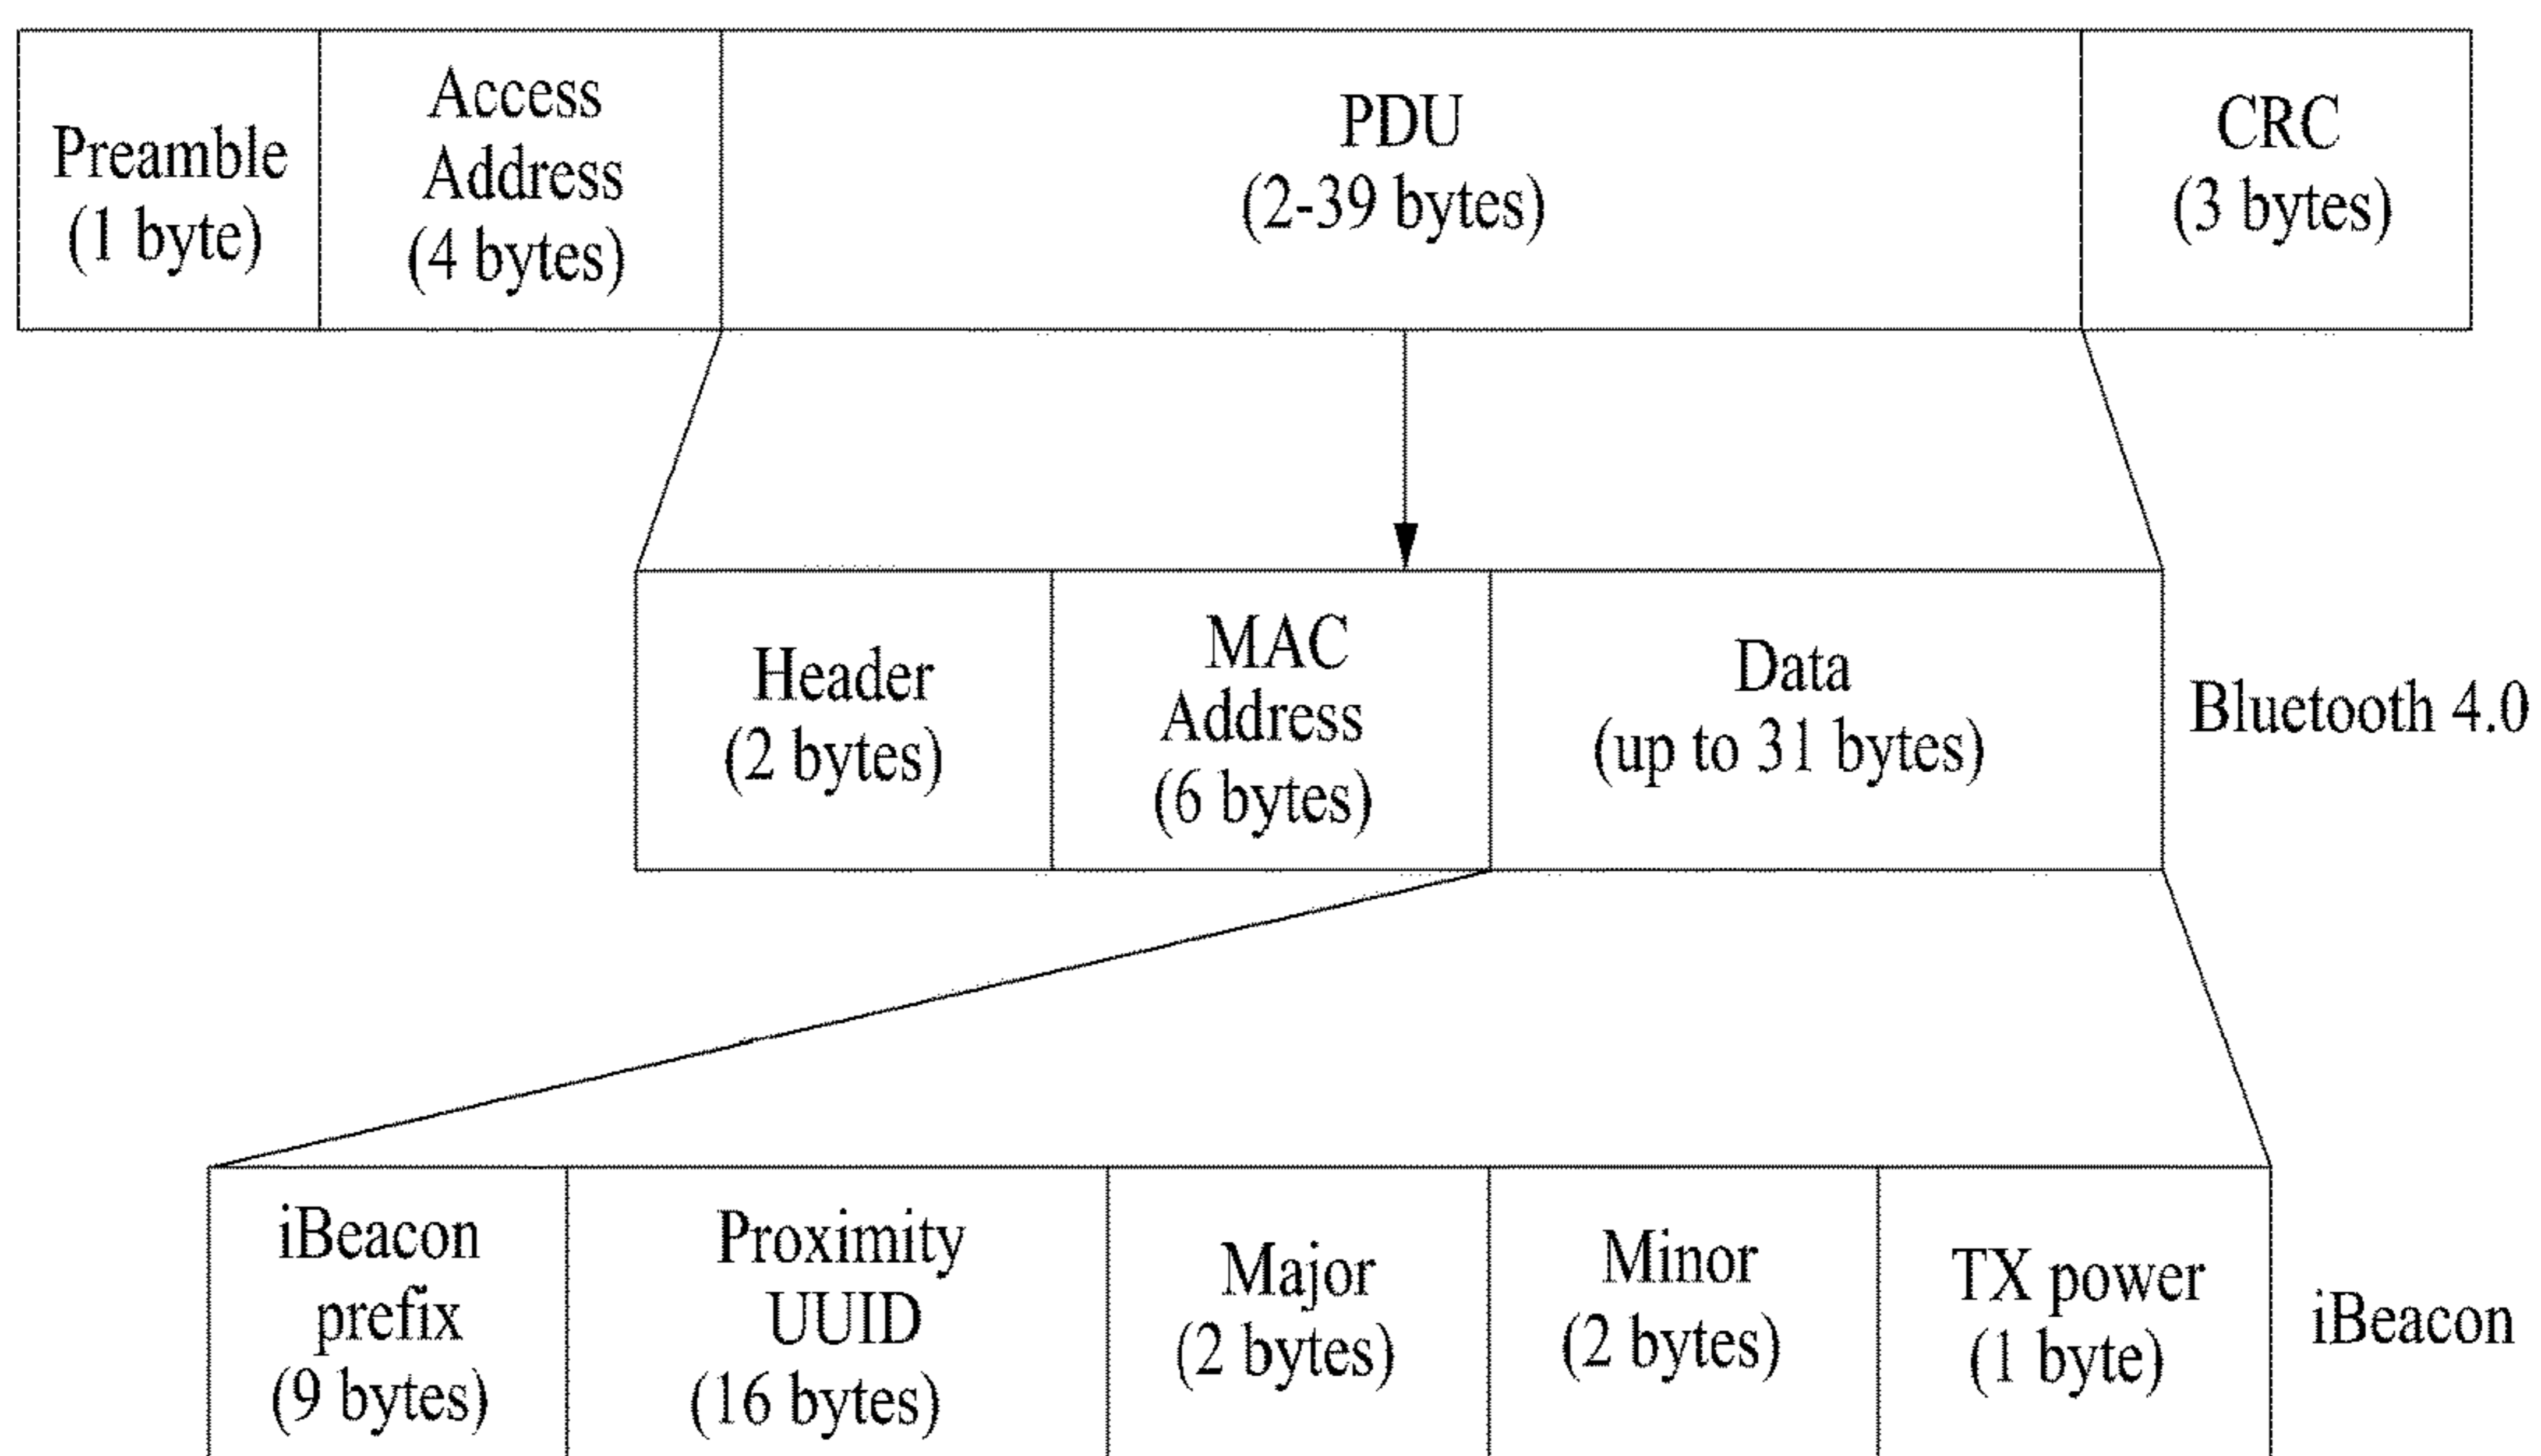 Preamble
(1 byte)
Access
Address
(4 bytes)
PDU
(2-39 bytes)
CRC
(3 bytes)
Header
(2 bytes)
MAC
Address
(6 bytes)
Data
(up to 31 bytes)
Bluetooth 4.0
iBeacon
prefix
(9 bytes)
Proximity
UUID
(16 bytes)
Major
(2 bytes)
Minor
(2 bytes)
TX power
(1 byte)
iBeacon